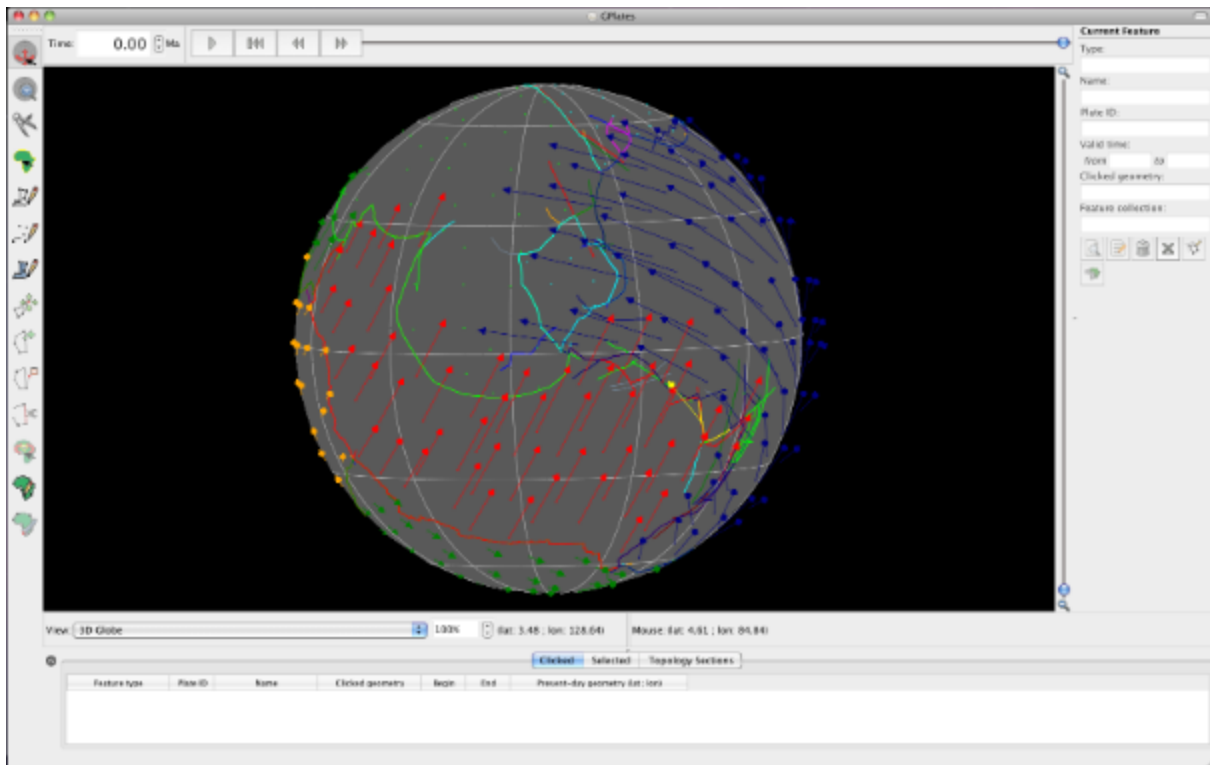 GPlates
Time: 0.00 Ma
Current Feature
Type:
Name:
Plate ID:
Valid time:
from to
Clicked geometry:
Feature collection:
View: 3D Globe 100% (lat: 3.48 ; lon: 128.64) Mouse: (lat: 4.61 ; lon: 84.84)
Clicked Selected Topology Sections
Feature type Plate ID Name Clicked geometry Begin End Present-day geometry (lat ; lon)